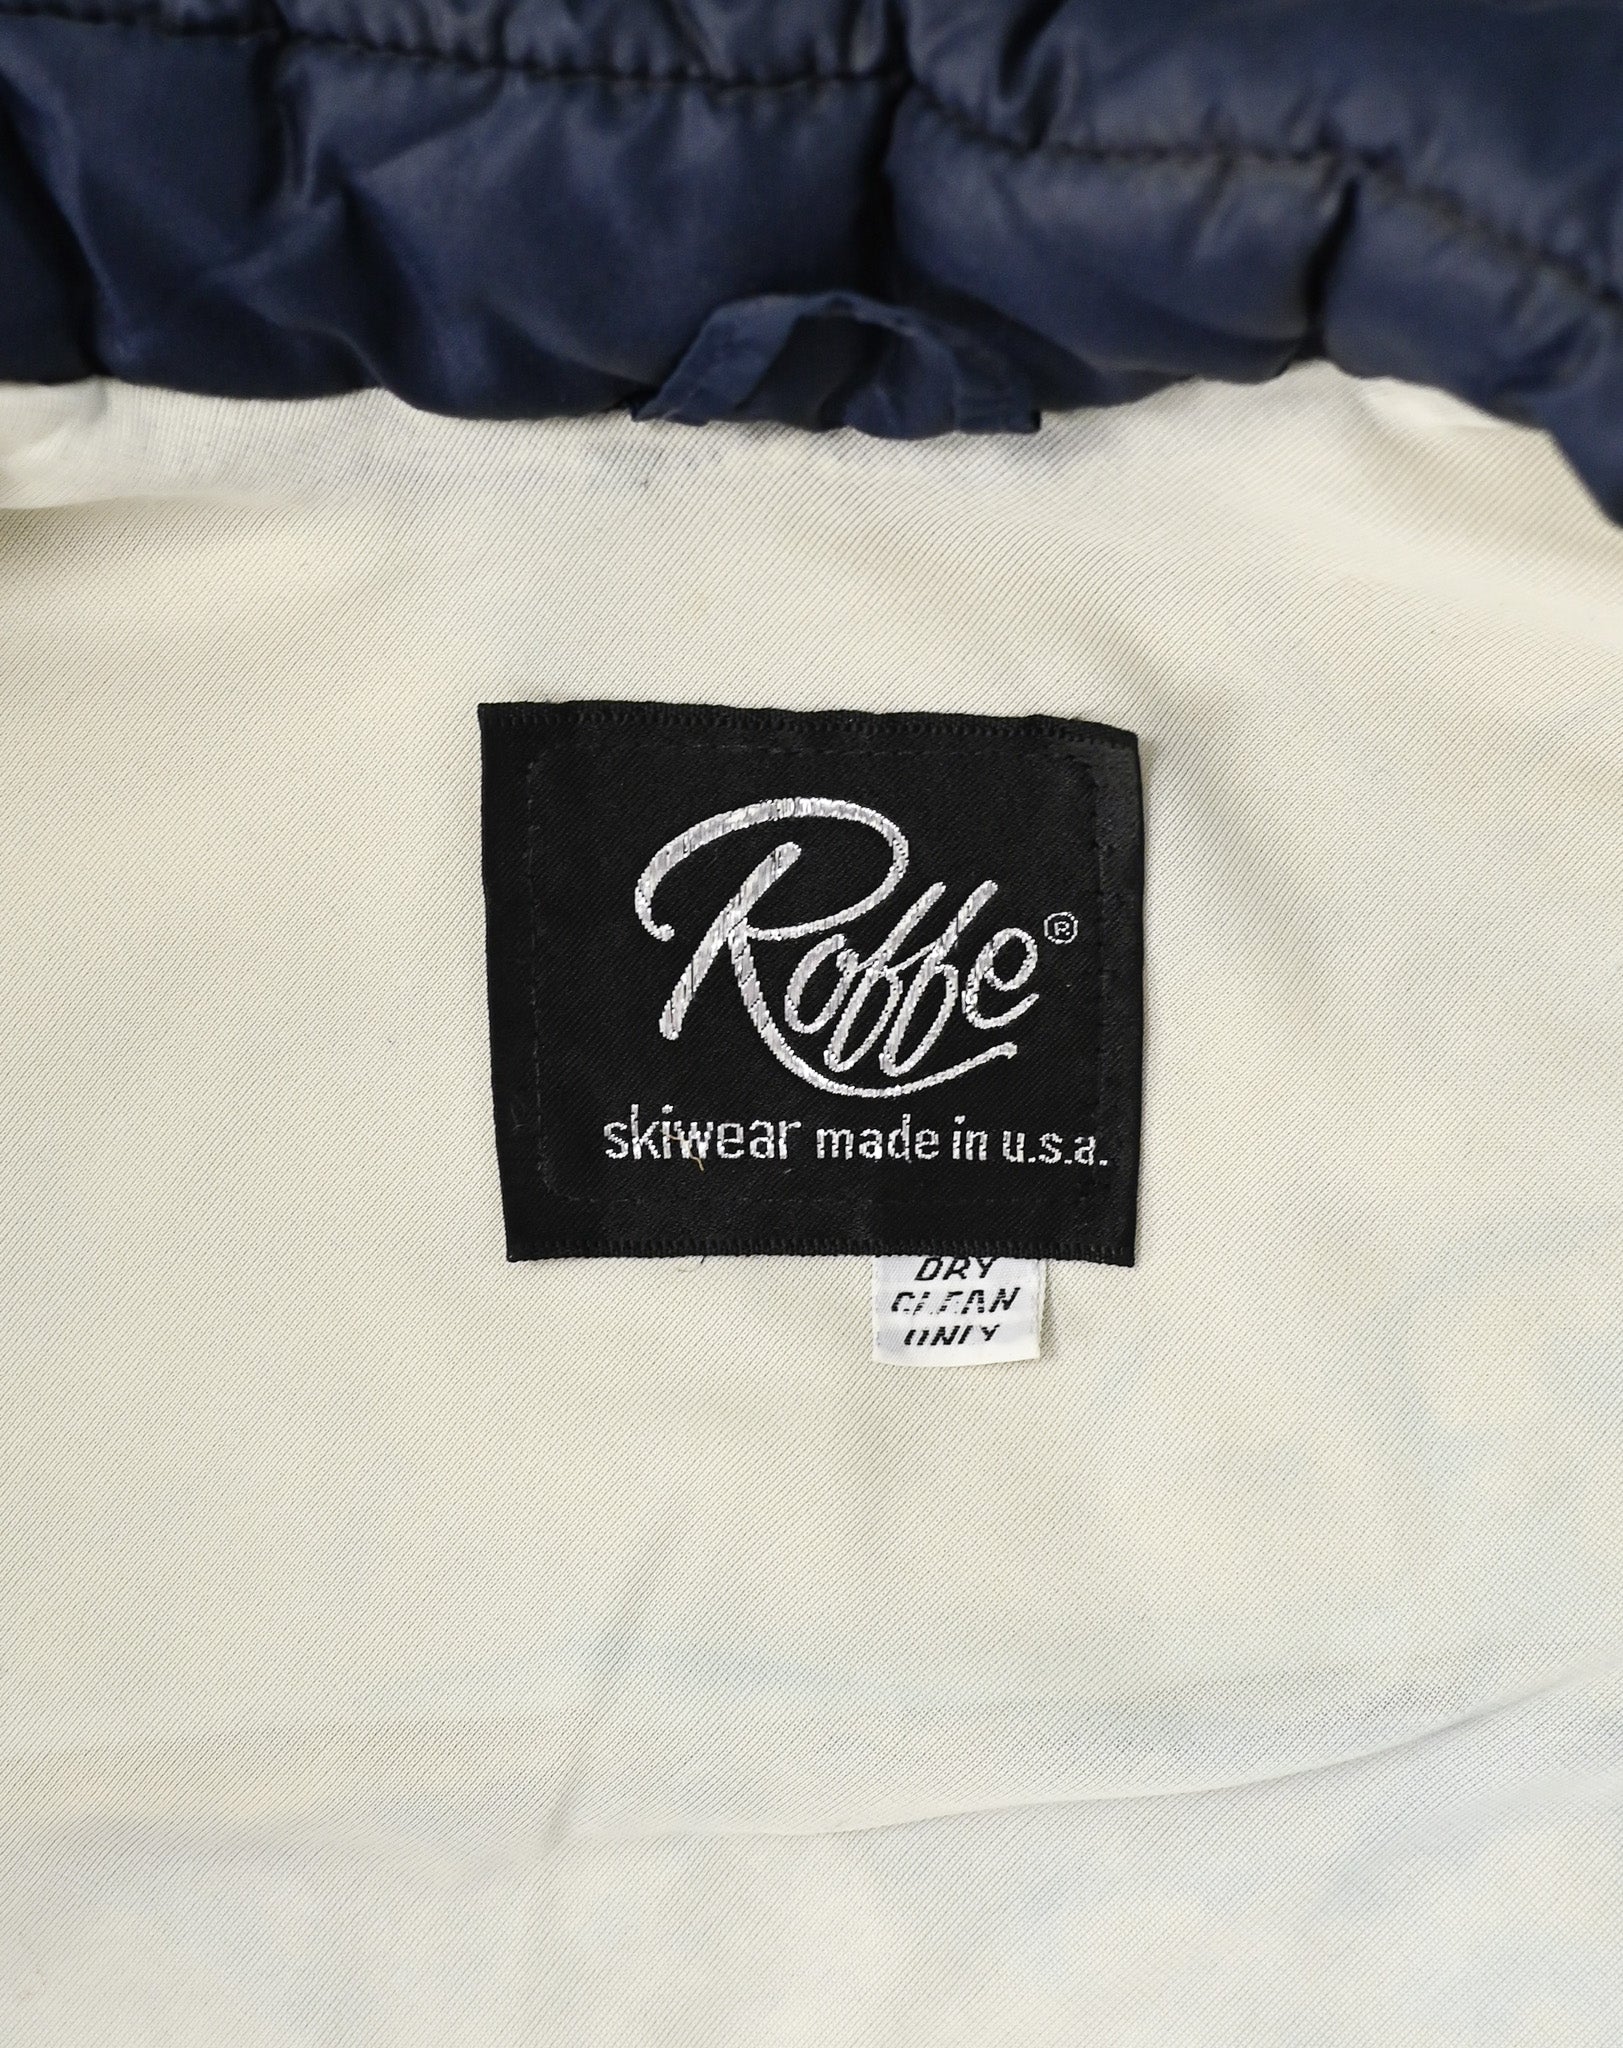 Roffe®
skiwear made in u.s.a.
DRY
CLEAN
ONLY